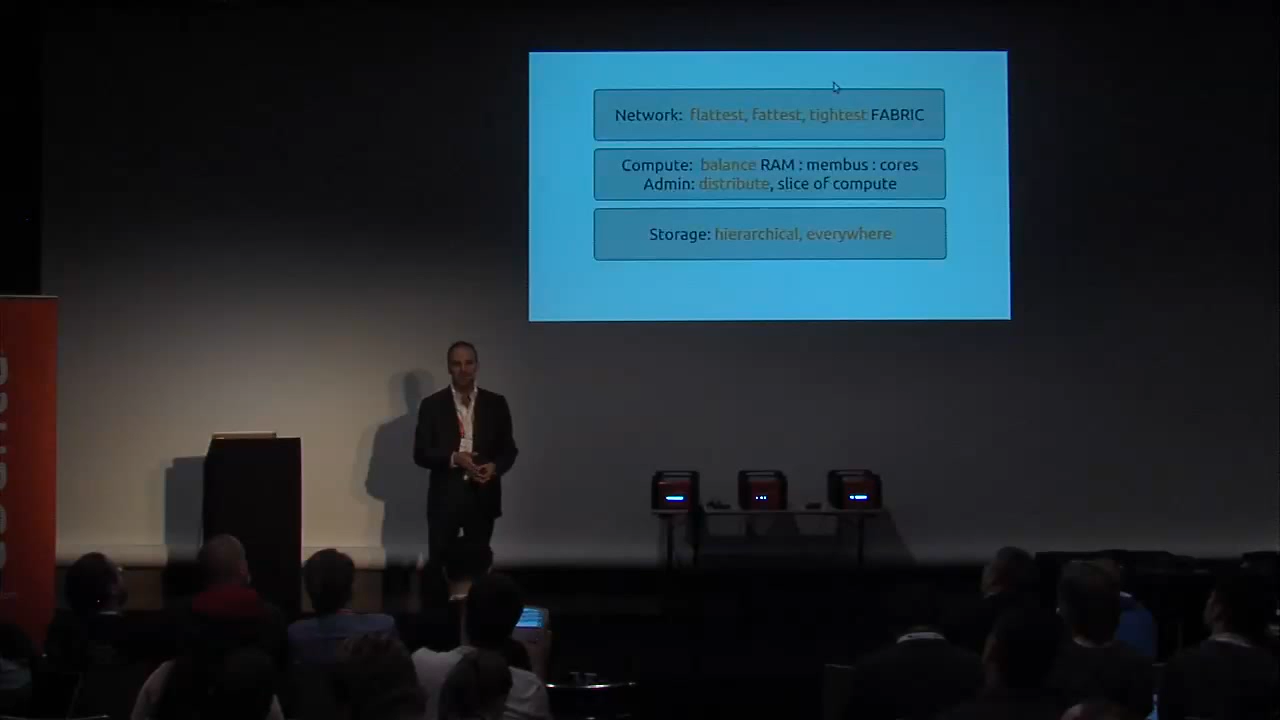 Network: flattest, fattest, tightest FABRIC
Compute: balance RAM : membus : cores
Admin: distribute, slice of compute
Storage: hierarchical, everywhere